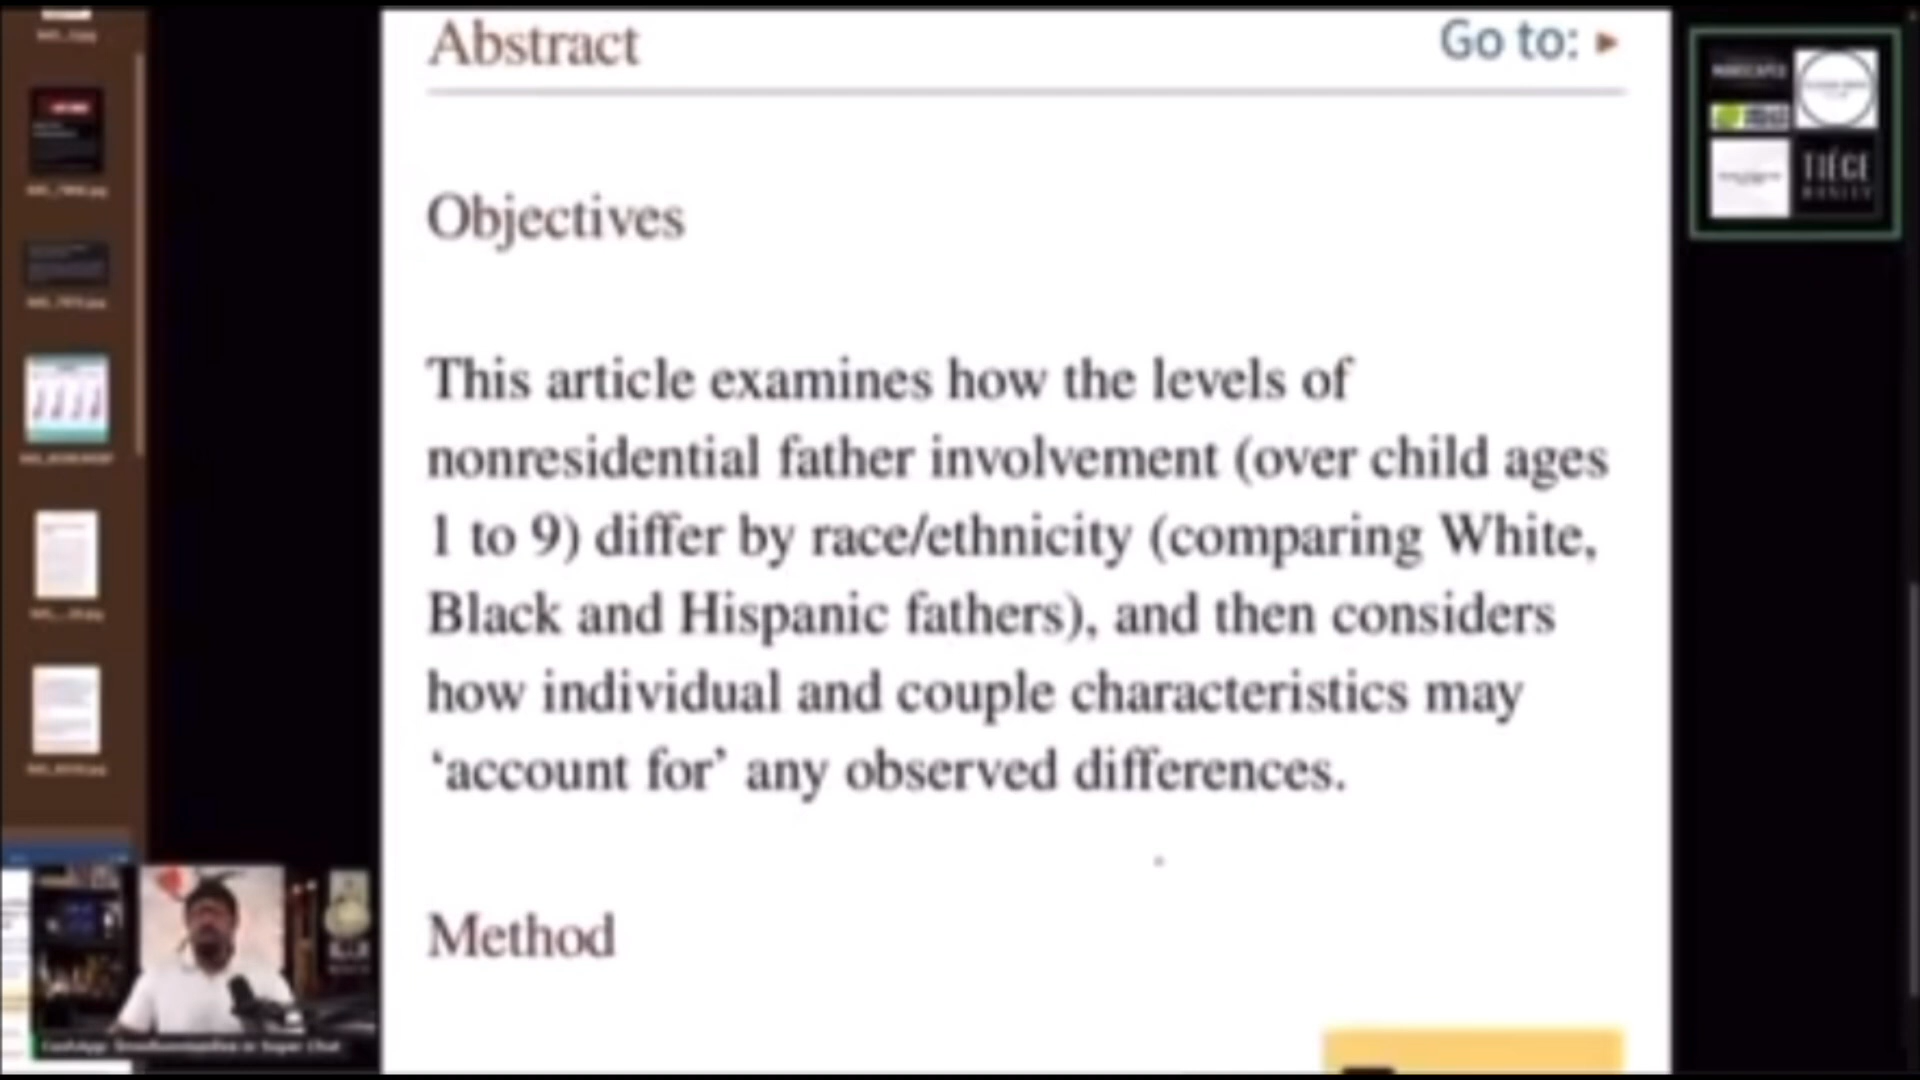 Abstract
Go to:
Objectives
This article examines how the levels of
nonresidential father involvement (over child ages
1 to 9) differ by race/ethnicity (comparing White,
Black and Hispanic fathers), and then considers
how individual and couple characteristics may
‘account for’ any observed differences.
Method
TIÉGE